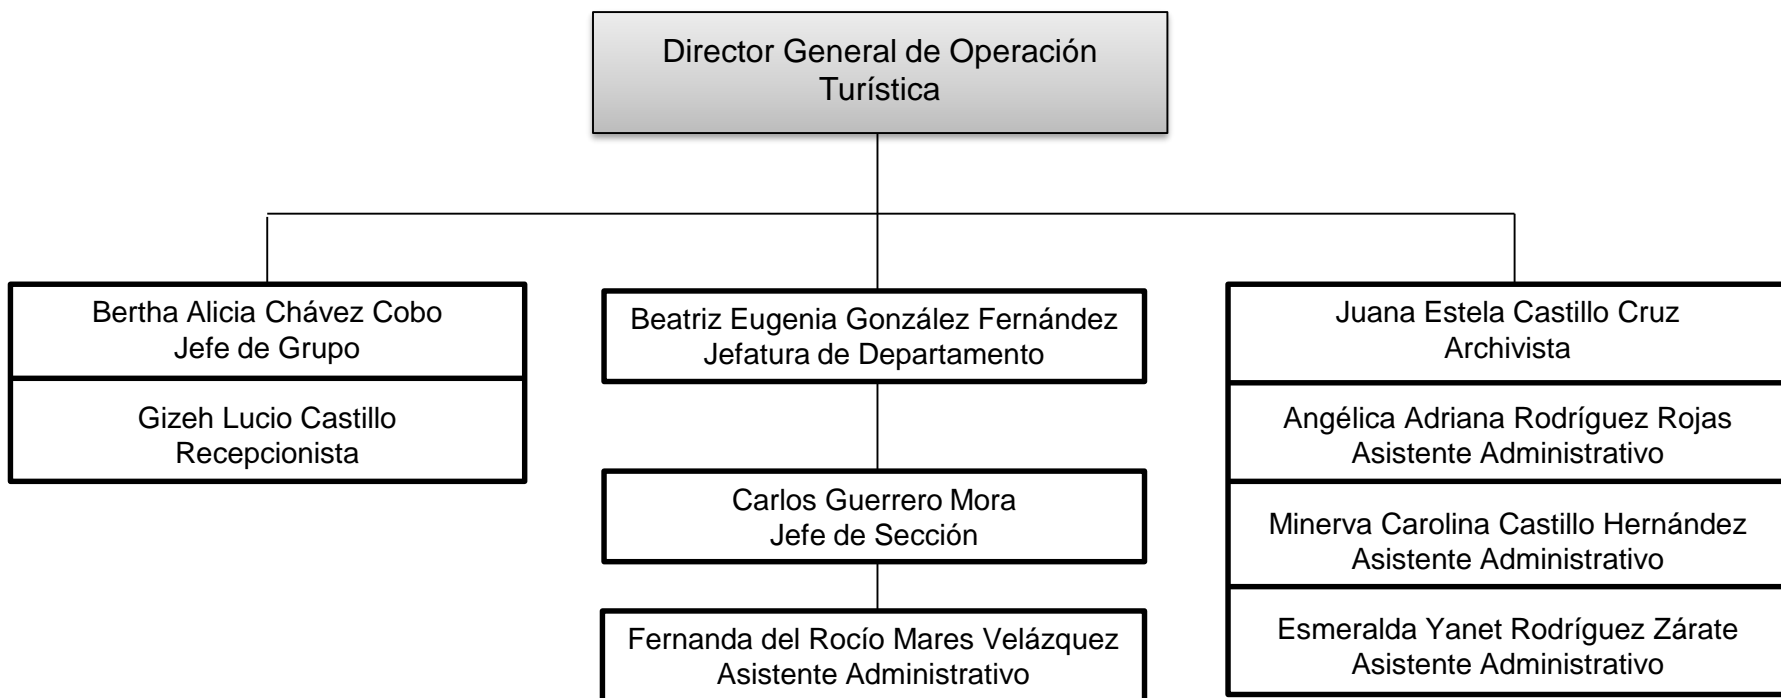 Director General de Operación
Turística
Bertha Alicia Chávez Cobo
Jefe de Grupo
Gizeh Lucio Castillo
Recepcionista
Beatriz Eugenia González Fernández
Jefatura de Departamento
Carlos Guerrero Mora
Jefe de Sección
Fernanda del Rocío Mares Velázquez
Asistente Administrativo
Juana Estela Castillo Cruz
Archivista
Angélica Adriana Rodríguez Rojas
Asistente Administrativo
Minerva Carolina Castillo Hernández
Asistente Administrativo
Esmeralda Yanet Rodríguez Zárate
Asistente Administrativo